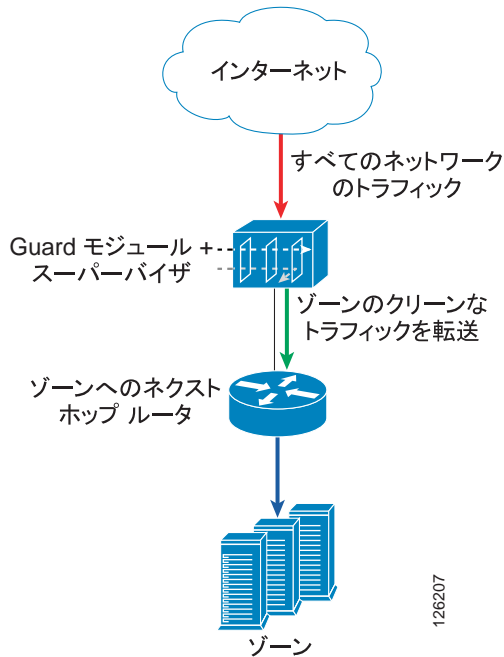 インターネット
すべてのネットワーク
のトラフィック
Guard モジュール +
スーパーバイザ
ゾーンのクリーンな
トラフィックを転送
ゾーンへのネクスト
ホップ ルータ
ゾーン
126207